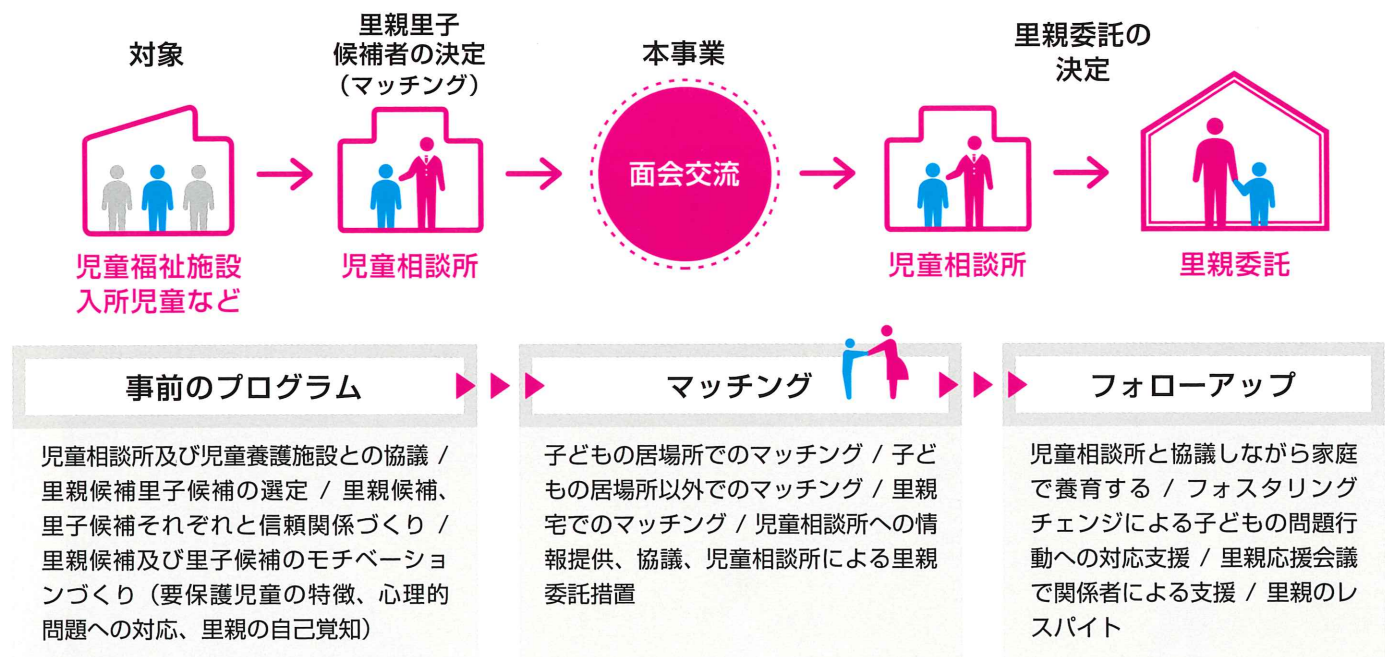 対象
里親里子
候補者の決定
（マッチング）
本事業
里親委託の
決定
面会交流
児童福祉施設
入所児童など
児童相談所
児童相談所
里親委託
事前のプログラム
児童相談所及び児童養護施設との協議 /
里親候補里子候補の選定 / 里親候補、
里子候補それぞれと信頼関係づくり /
里親候補及び里子候補のモチベーショ
ンづくり（要保護児童の特徴、心理的
問題への対応、里親の自己覚知）
マッチング
子どもの居場所でのマッチング / 子ど
もの居場所以外でのマッチング / 里親
宅でのマッチング / 児童相談所への情
報提供、協議、児童相談所による里親
委託措置
フォローアップ
児童相談所と協議しながら家庭
で養育する / フォスタリング
チェンジによる子どもの問題行
動への対応支援 / 里親応援会議
で関係者による支援 / 里親のレ
スパイト